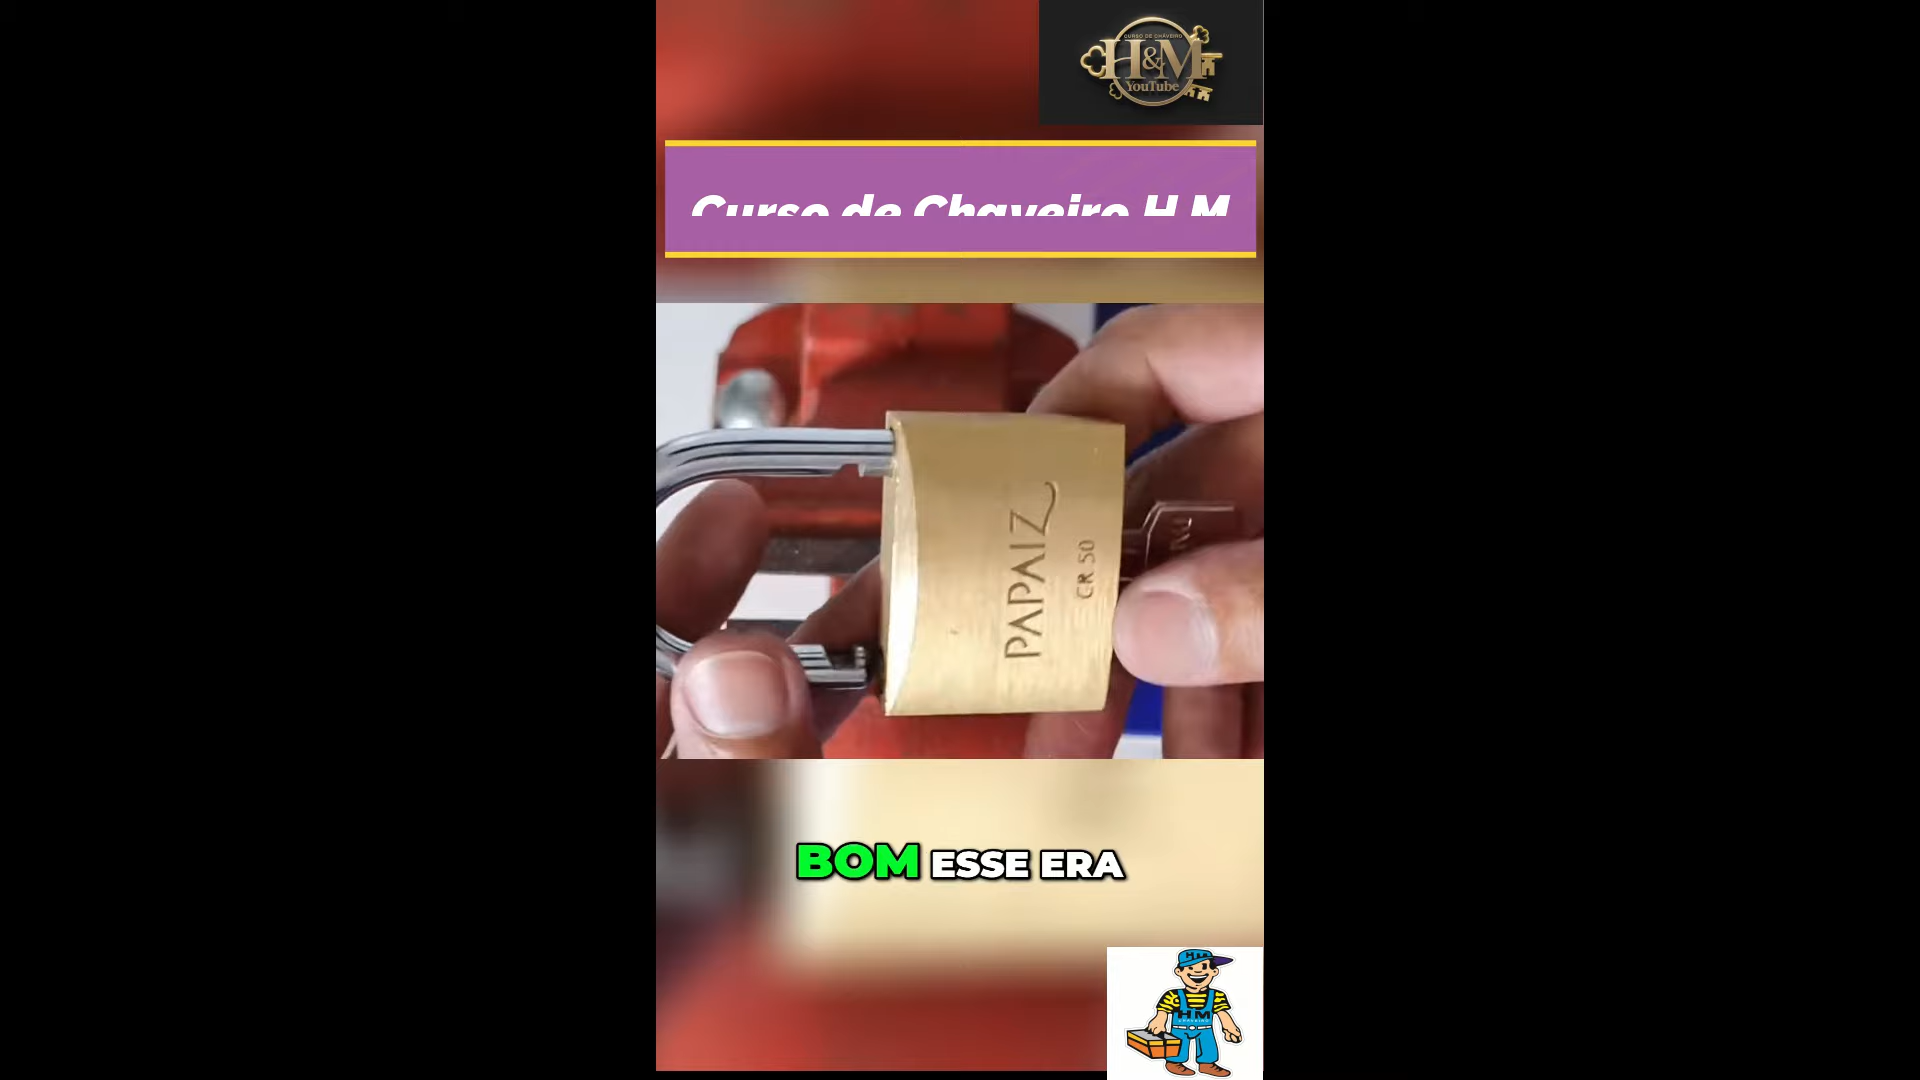 CURSO DE CHAVEIRO
H&M
YouTube
Curso de Chaveiro H M
PAPAIZ
CR 50
BOM ESSE ERA
HM